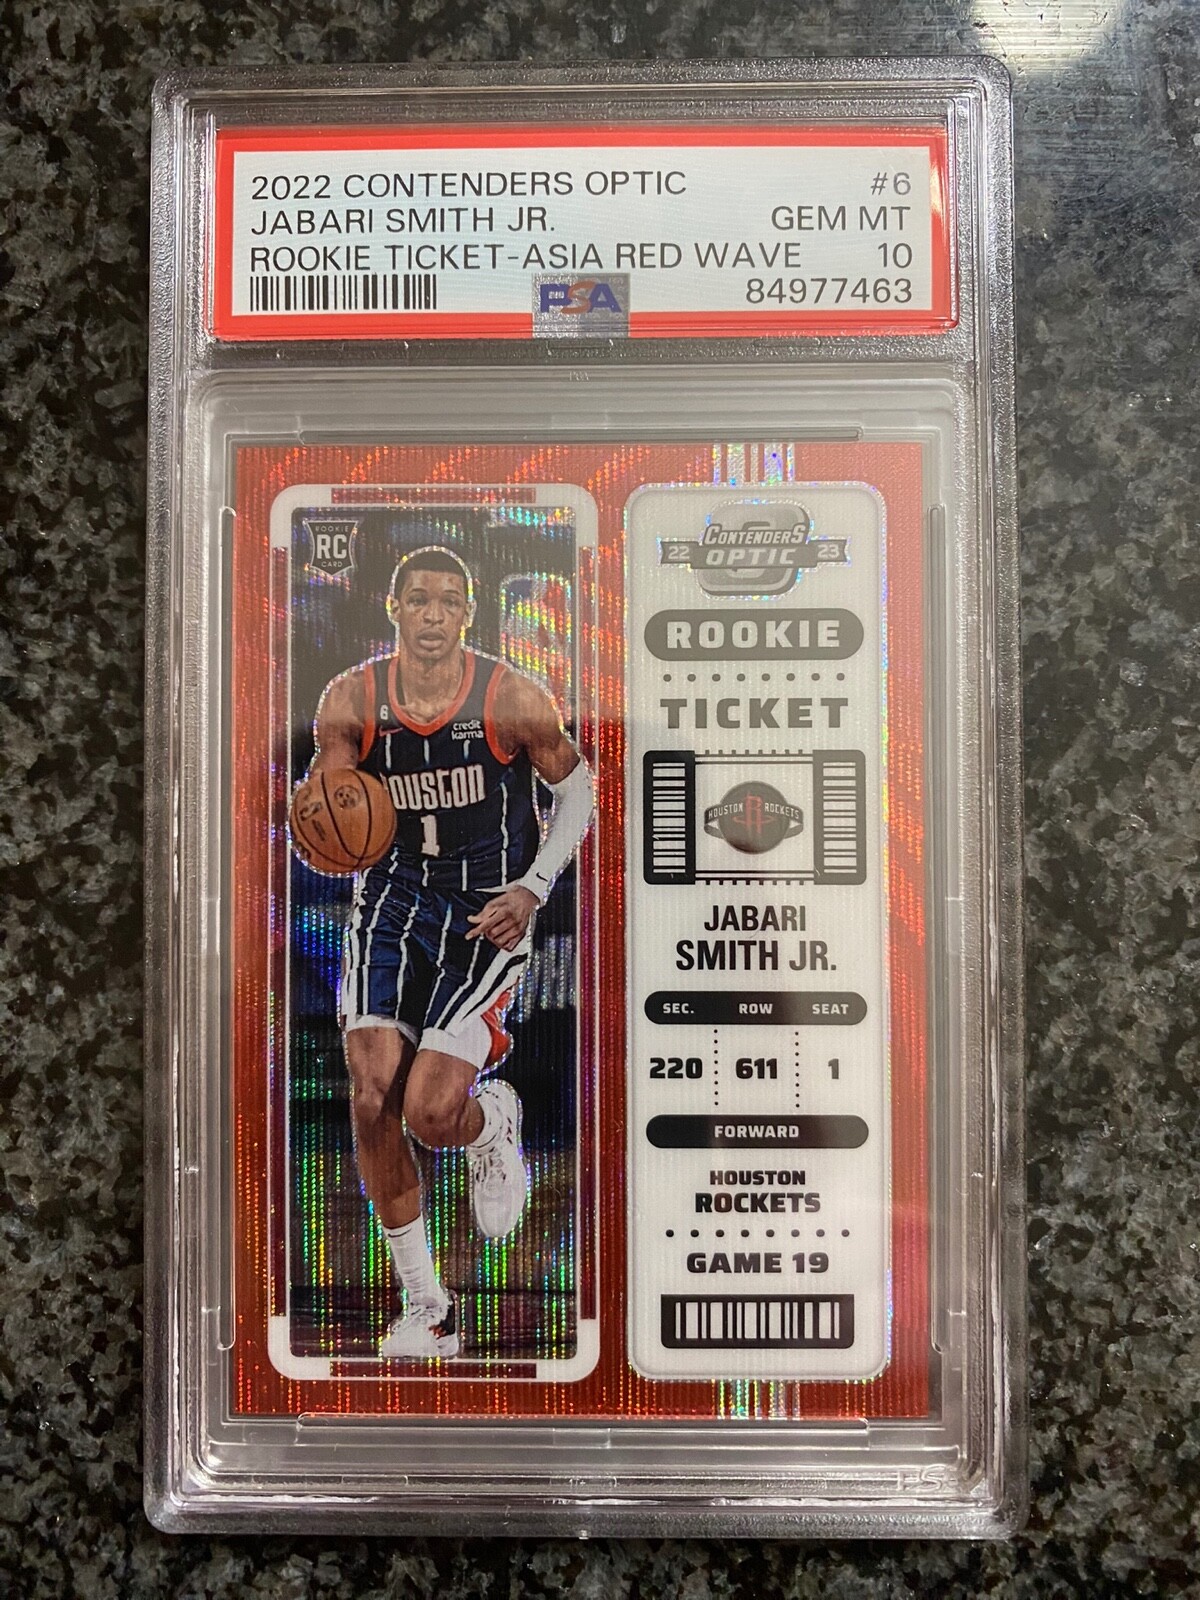 2022 CONTENDERS OPTIC #6
JABARI SMITH JR. GEM MT
ROOKIE TICKET-ASIA RED WAVE 10
PSA 84977463
ROOKIE
RC
CARD
6
credit
karma
HOUSTON
1
CONTENDERS
22 OPTIC 23
ROOKIE
TICKET
HOUSTON R ROCKETS
JABARI
SMITH JR.
SEC. ROW SEAT
220 611 1
FORWARD
HOUSTON
ROCKETS
GAME 19